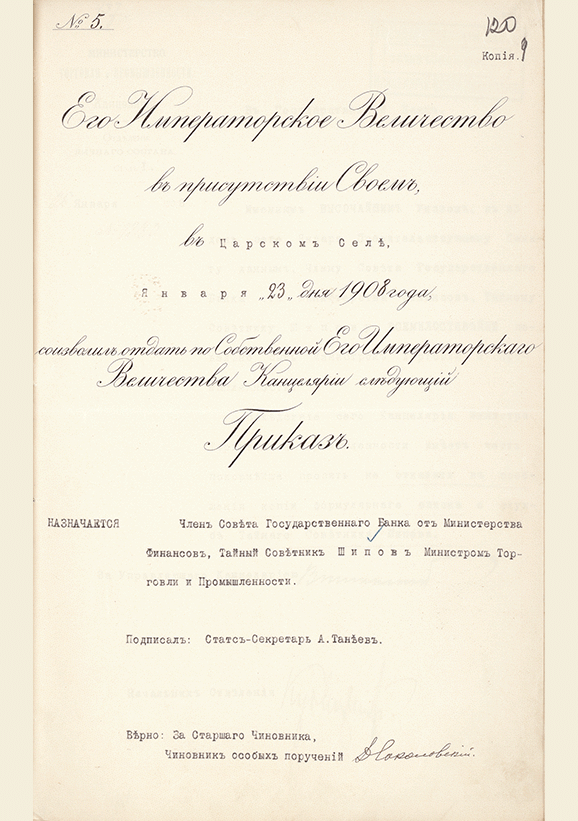 № 5.
120
Копія. 9
Его Императорское Величество
въ присутствіи Своемъ,
въ Царскомъ Селѣ,
Января „23„ дня 1908 года,
соизволилъ отдать по Собственной Его Императорскаго
Величества Канцеляріи слѣдующій
Приказъ.
НАЗНАЧАЕТСЯ Членъ Совѣта Государственнаго Банка отъ Министерства
Финансовъ, Тайный Совѣтникъ Шиповъ Министромъ Тор-
говли и Промышленности.
Подписалъ: Статсъ-Секретарь А.Танѣевъ.
Вѣрно: За Старшаго Чиновника,
Чиновникъ особыхъ порученій